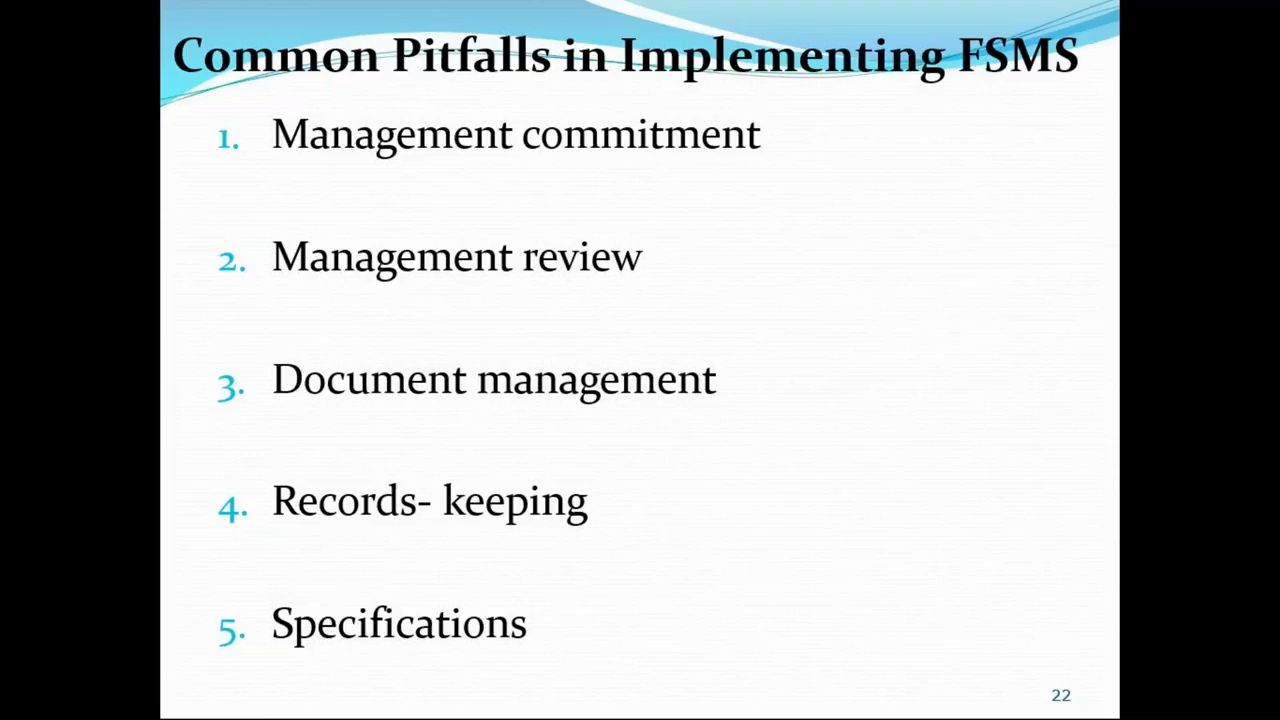 Common Pitfalls in Implementing FSMS
1. Management commitment
2. Management review
3. Document management
4. Records- keeping
5. Specifications
22